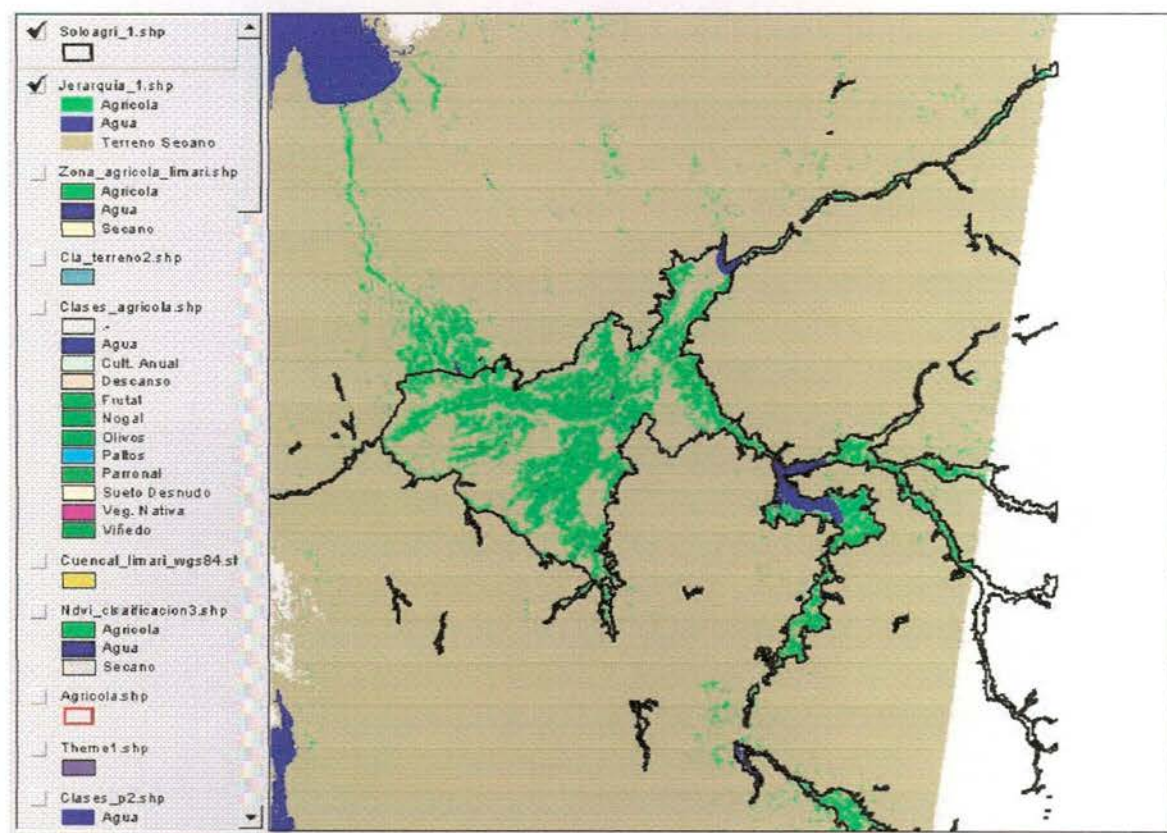 Soloagri_1.shp
Jerarquia_1.shp
Agricola
Agua
Terreno Secano
Zona_agricola_limari.shp
Agricola
Agua
Secano
Cla_terreno2.shp
Clases_agricola.shp
.-
Agua
Cult. Anual
Descanso
Frutal
Nogal
Olivos
Paltos
Parronal
Suelo Desnudo
Veg. Nativa
Viñedo
Cuencal_limari_wgs84.sh
Ndvi_clsaificacion3.shp
Agricola
Agua
Secano
Agricola.shp
Theme1.shp
Clases_p2.shp
Agua